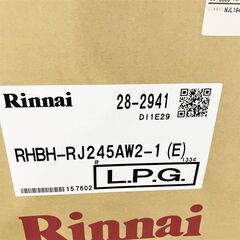 Rinnai
28-2941
DI1E29
RHBH-RJ245AW2-1 (E)
1334
L.P.G.
157602
Rinnai